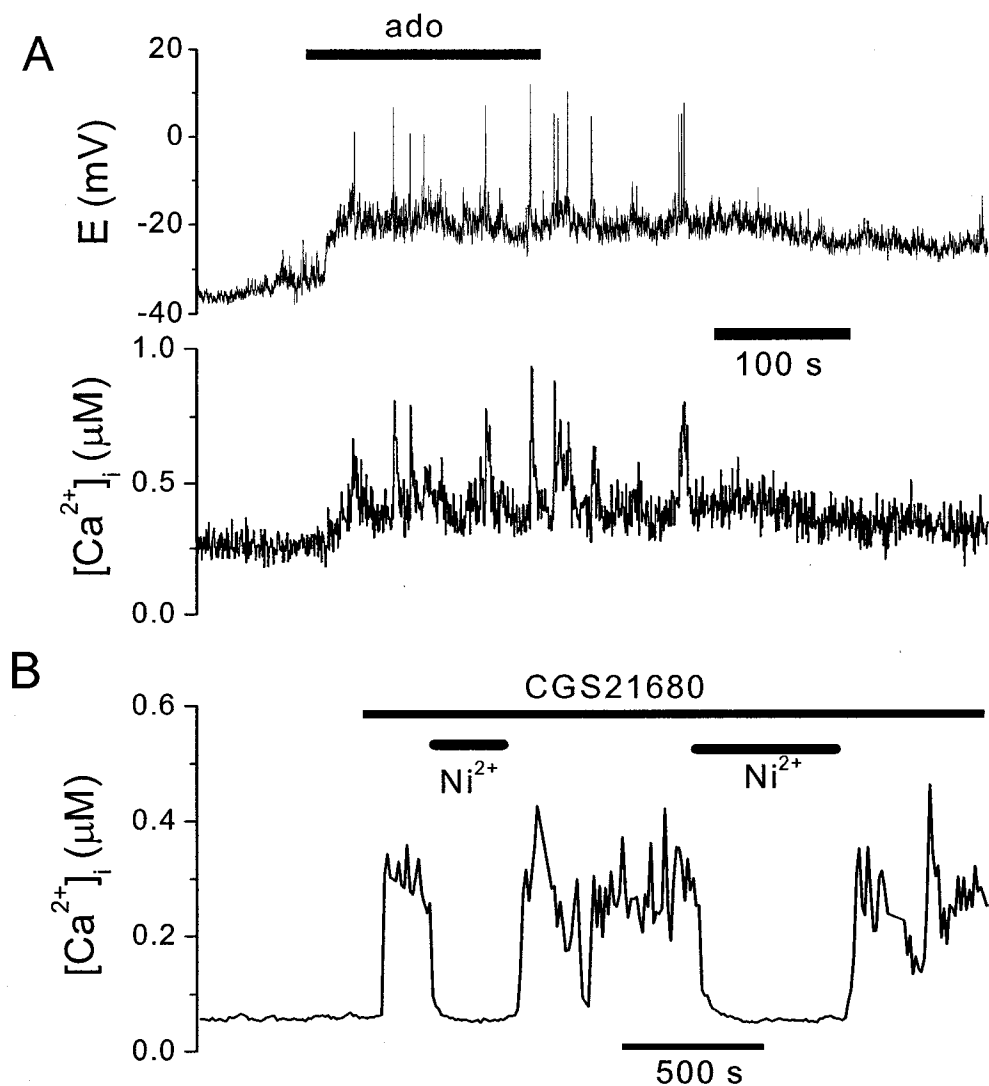 A
ado
20
0
-20
-40
E (mV)
100 s
1.0
0.5
0.0
[Ca²⁺]ᵢ (μM)
B
CGS21680
0.6
0.4
0.2
0.0
Ni²⁺
Ni²⁺
[Ca²⁺]ᵢ (μM)
500 s